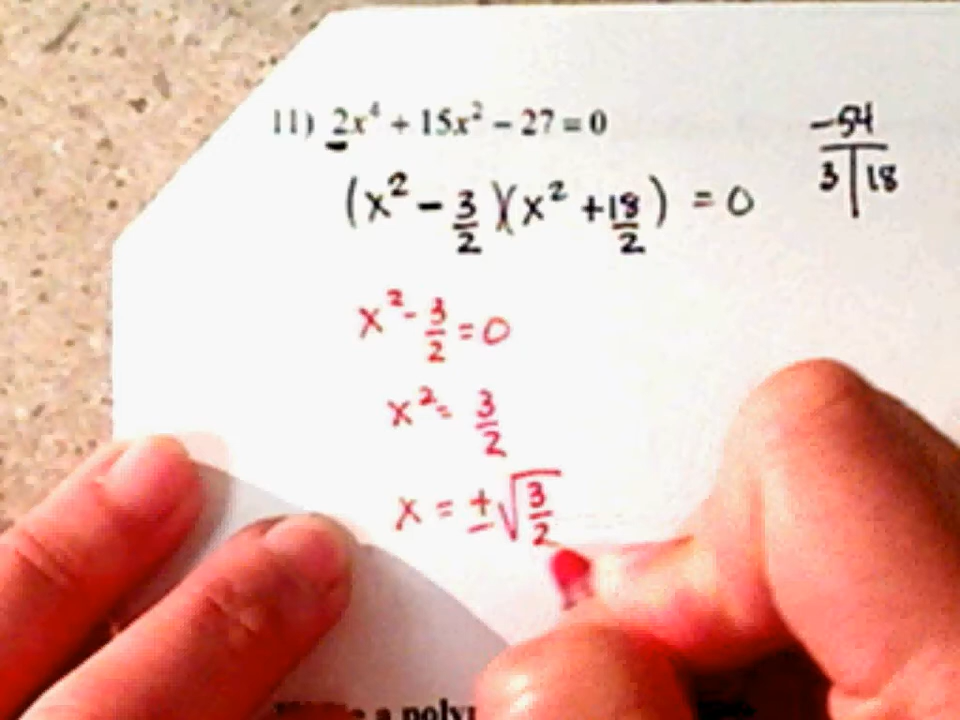 11) 2x⁴ + 15x² − 27 = 0
−54
3 | 18
(x² − 3/2)(x² + 18/2) = 0
x² − 3/2 = 0
x² = 3/2
x = ±√(3/2)
a